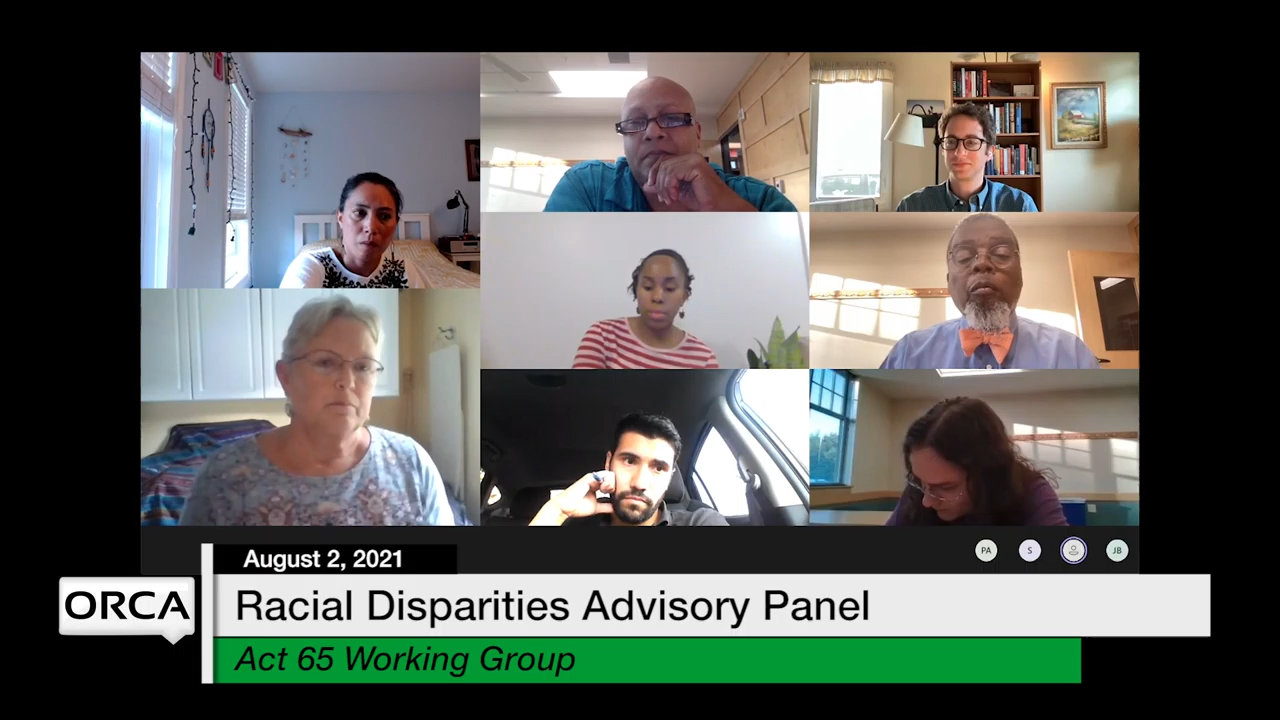 PA
S
JB
August 2, 2021
ORCA
Racial Disparities Advisory Panel
Act 65 Working Group